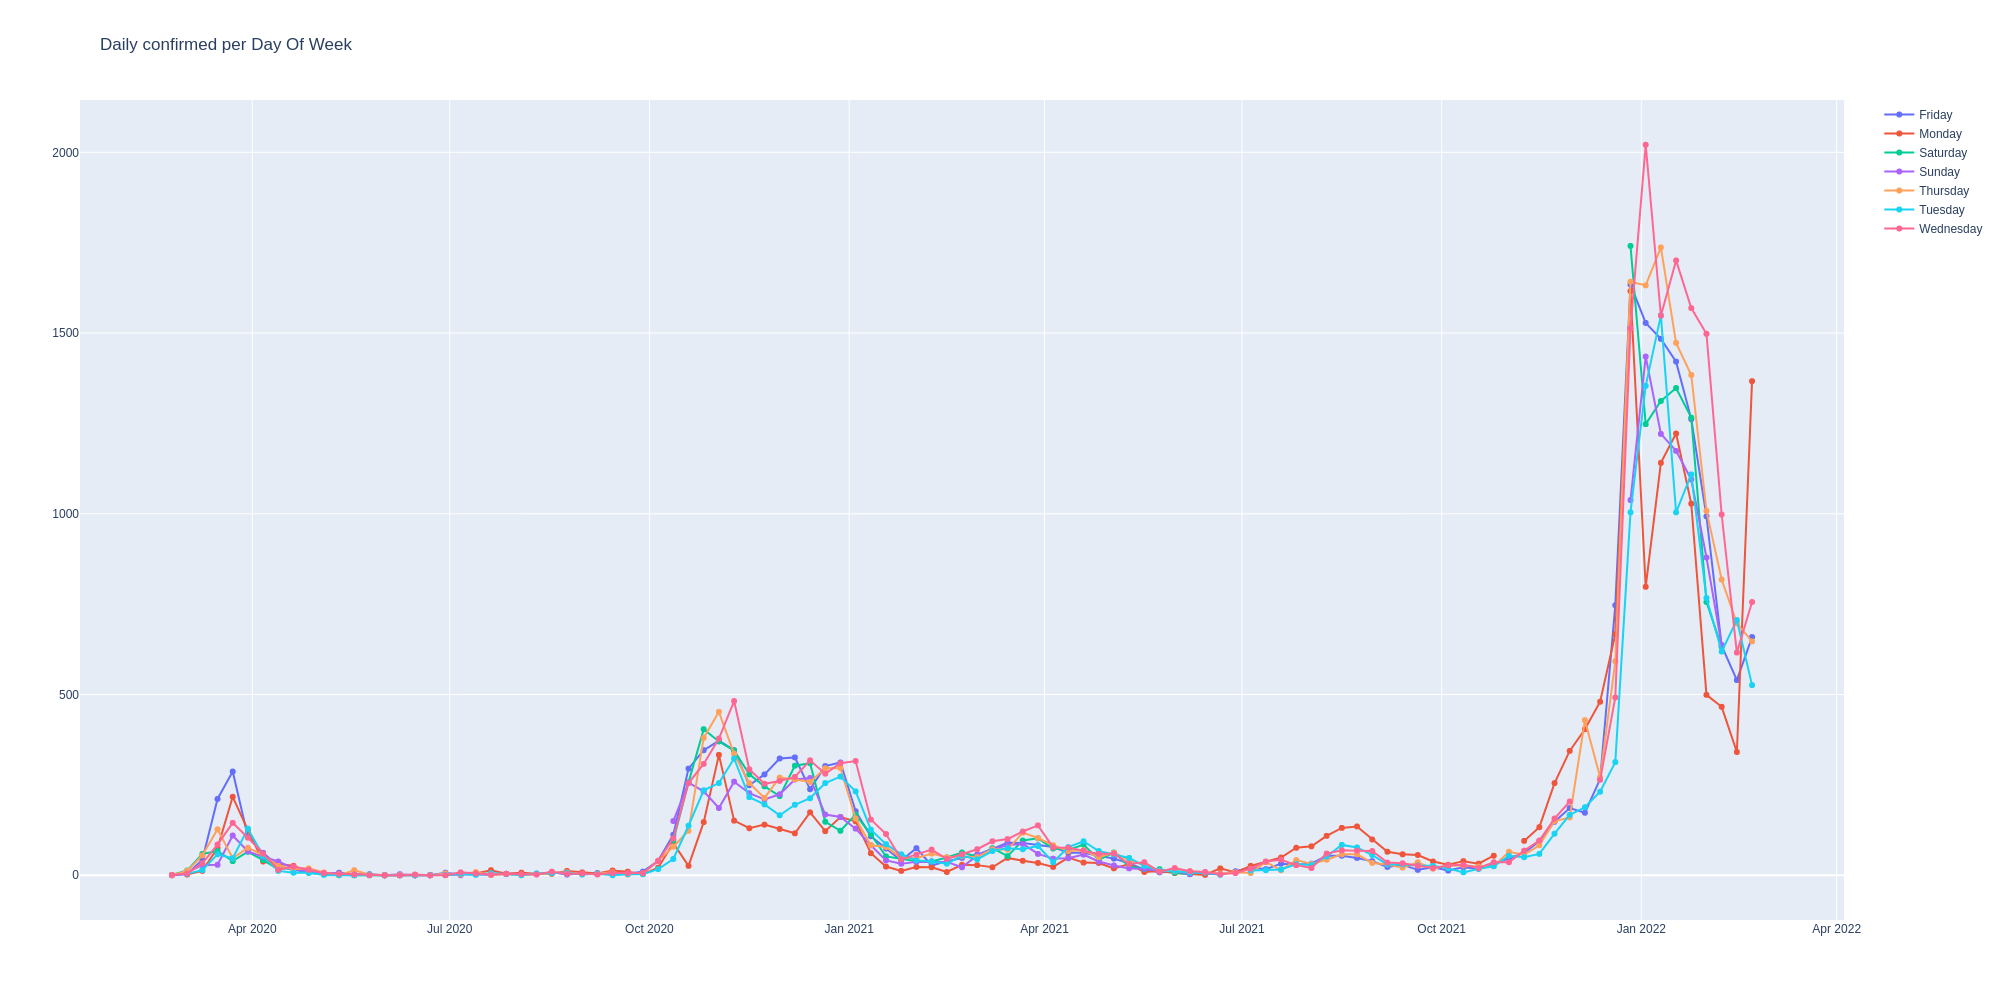 Daily confirmed per Day Of Week
2000
1500
1000
500
0
Apr 2020 Jul 2020 Oct 2020 Jan 2021 Apr 2021 Jul 2021 Oct 2021 Jan 2022 Apr 2022
Friday
Monday
Saturday
Sunday
Thursday
Tuesday
Wednesday